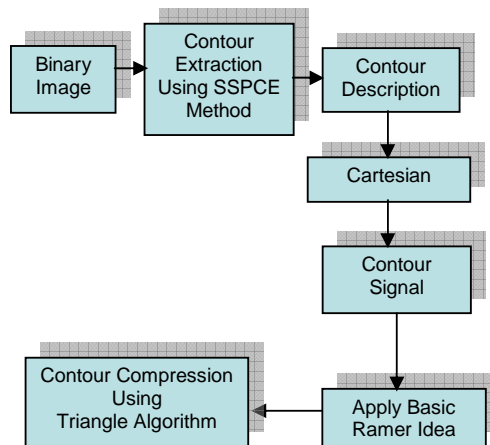 Binary
Image
Contour
Extraction
Using SSPCE
Method
Contour
Description
Cartesian
Contour
Signal
Apply Basic
Ramer Idea
Contour Compression
Using
Triangle Algorithm